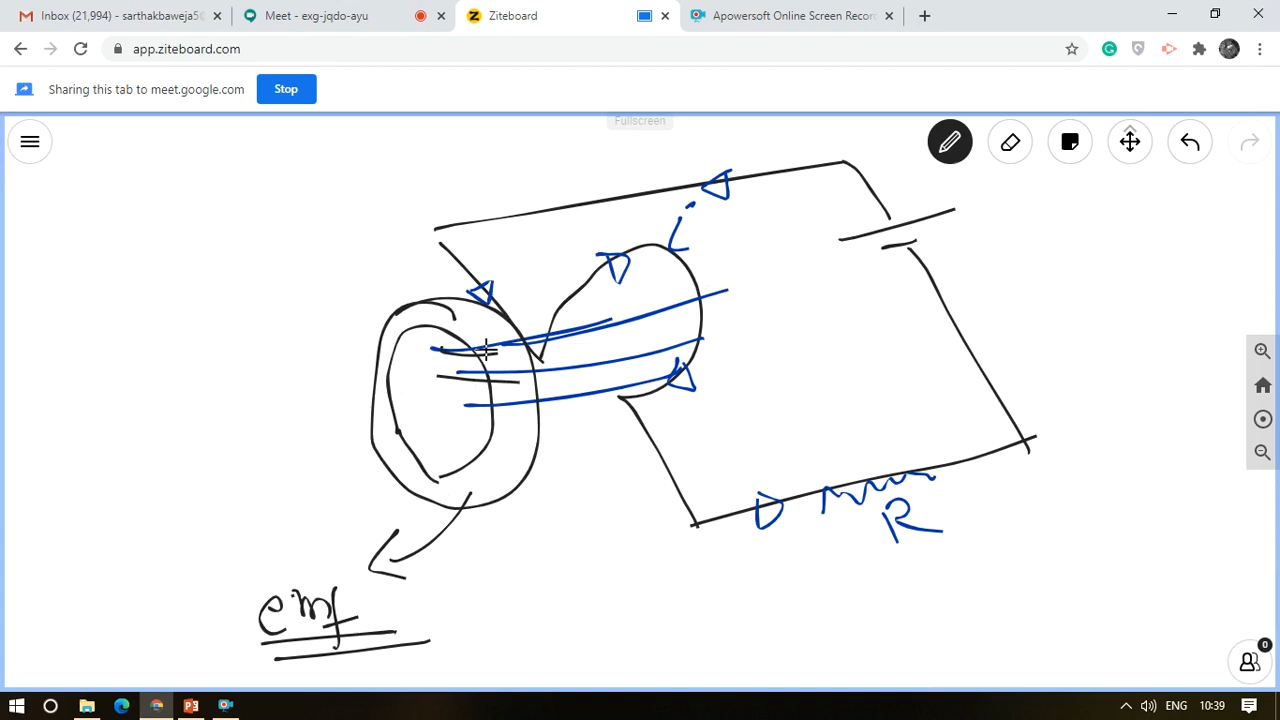 Inbox (21,994) - sarthakbaweja5
Meet - exg-jqdo-ayu
Ziteboard
Apowersoft Online Screen Recor
app.ziteboard.com
Sharing this tab to meet.google.com
Stop
Fullscreen
i
R
emf
0
ENG
10:39